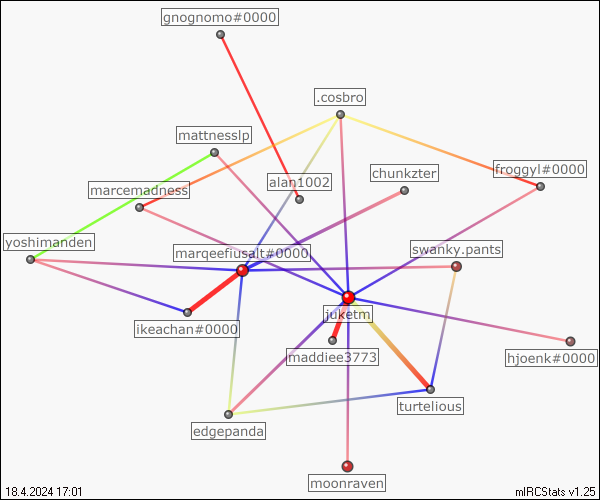 gnognomo#0000
.cosbro
mattnesslp
chunkzter
froggyl#0000
alan1002
marcemadness
yoshimanden
marqeefiusalt#0000
swanky.pants
juketm
ikeachan#0000
maddiee3773
hjoenk#0000
turtelious
edgepanda
moonraven
18.4.2024 17:01
mIRCStats v1.25